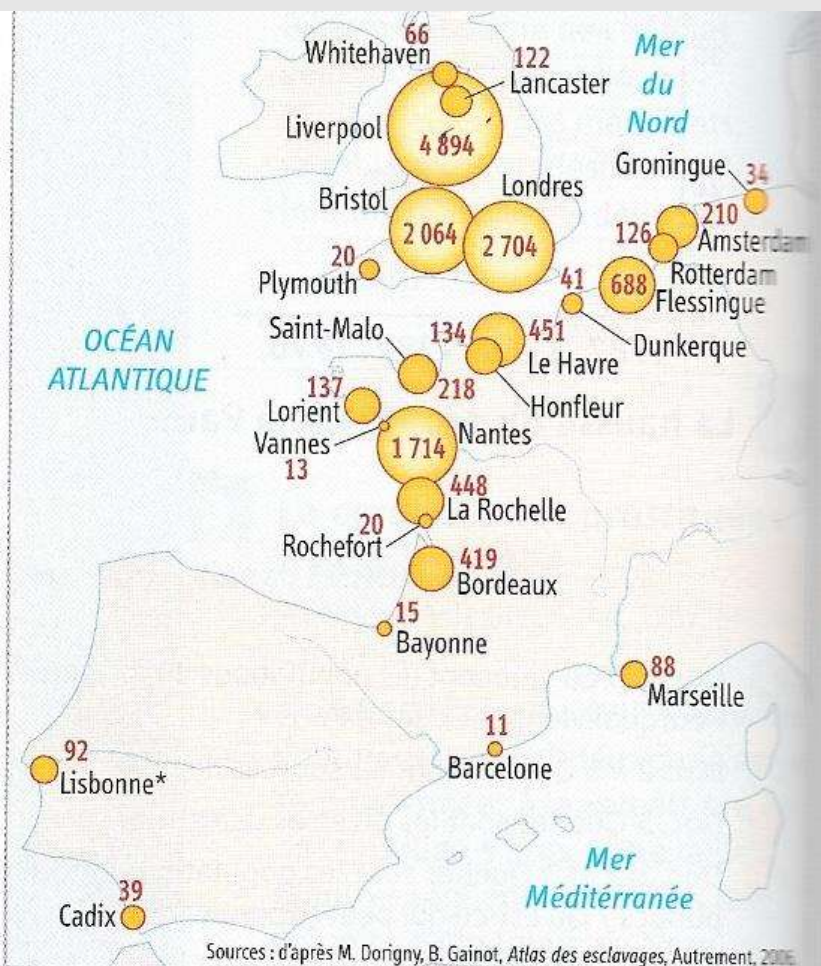 66
Whitehaven
122
Lancaster
Mer
du
Nord
Liverpool
4 894
Groningue
34
Bristol
Londres
2 064
2 704
210
Amsterdam
126
Rotterdam
20
Plymouth
41
688
Flessingue
Dunkerque
OCÉAN
ATLANTIQUE
Saint-Malo
218
134
451
Le Havre
Honfleur
137
Lorient
Vannes
13
1 714
Nantes
448
La Rochelle
20
Rochefort
419
Bordeaux
15
Bayonne
88
Marseille
11
Barcelone
92
Lisbonne*
Mer
Méditérranée
39
Cadix
Sources : d'après M. Dorigny, B. Gainot, Atlas des esclavages, Autrement, 2006